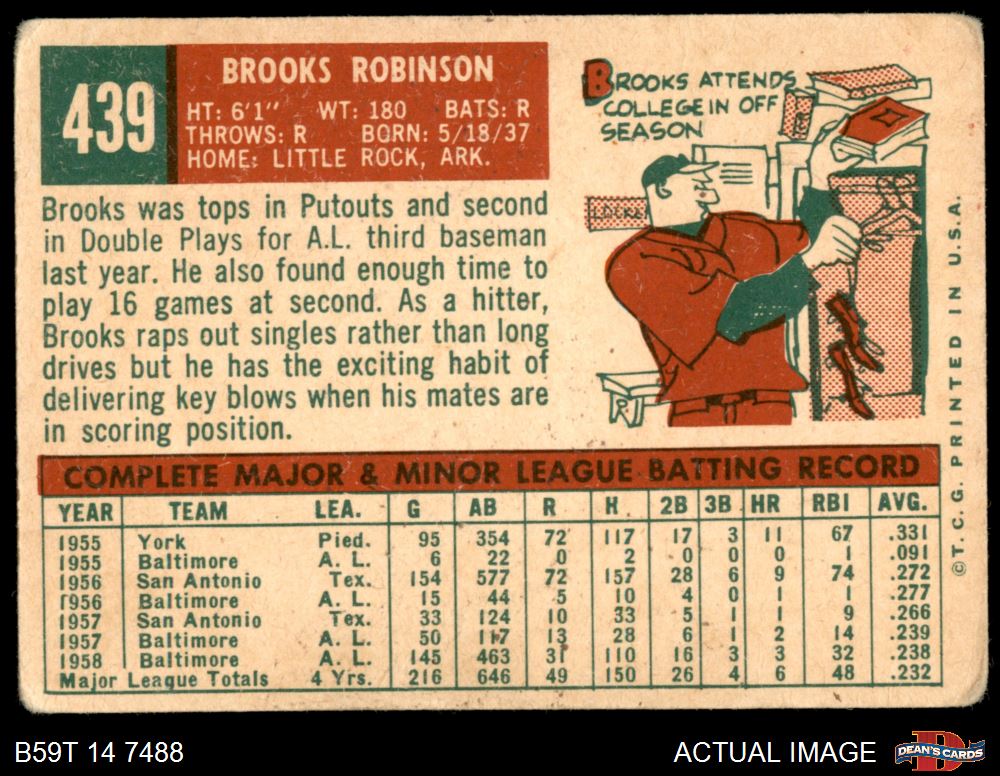 439
BROOKS ROBINSON
HT: 6'1" WT: 180 BATS: R
THROWS: R BORN: 5/18/37
HOME: LITTLE ROCK, ARK.
BROOKS ATTENDS
COLLEGE IN OFF
SEASON
LOCKE
Brooks was tops in Putouts and second
in Double Plays for A.L. third baseman
last year. He also found enough time to
play 16 games at second. As a hitter,
Brooks raps out singles rather than long
drives but he has the exciting habit of
delivering key blows when his mates are
in scoring position.
COMPLETE MAJOR & MINOR LEAGUE BATTING RECORD
YEAR TEAM LEA. G AB R H 2B 3B HR RBI AVG.
1955 York Pied. 95 354 72 117 17 3 11 67 .331
1955 Baltimore A. L. 6 22 0 2 0 0 0 1 .091
1956 San Antonio Tex. 154 577 72 157 28 6 9 74 .272
1956 Baltimore A. L. 15 44 5 10 4 0 1 1 .277
1957 San Antonio Tex. 33 124 10 33 5 1 1 9 .266
1957 Baltimore A. L. 50 117 13 28 6 1 2 14 .239
1958 Baltimore A. L. 145 463 31 110 16 3 3 32 .238
Major League Totals 4 Yrs. 216 646 49 150 26 4 6 48 .232
© T. C. G. PRINTED IN U. S. A.
B59T 14 7488
ACTUAL IMAGE
DEAN'S CARDS